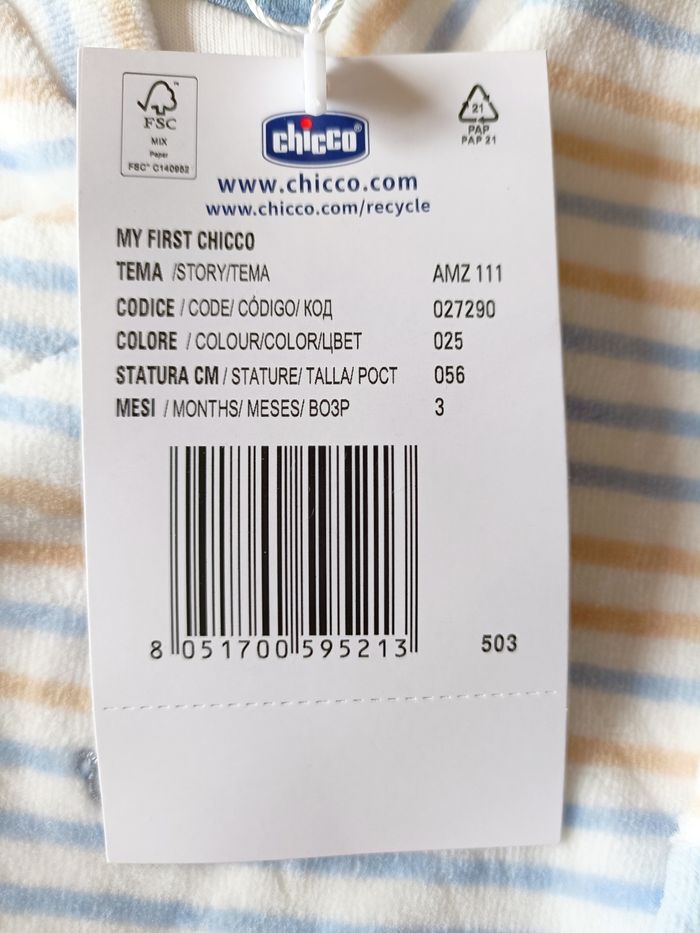 FSC™
MIX
Paper
FSC® C140952
21
PAP
PAP 21
chicco®
www.chicco.com
www.chicco.com/recycle
MY FIRST CHICCO
TEMA /STORY/TEMA AMZ 111
CODICE / CODE/ CÓDIGO/ КОД 027290
COLORE / COLOUR/COLOR/ЦВЕТ 025
STATURA CM / STATURE/ TALLA/ РОСТ 056
MESI / MONTHS/ MESES/ ВОЗР 3
8 051700 595213 503